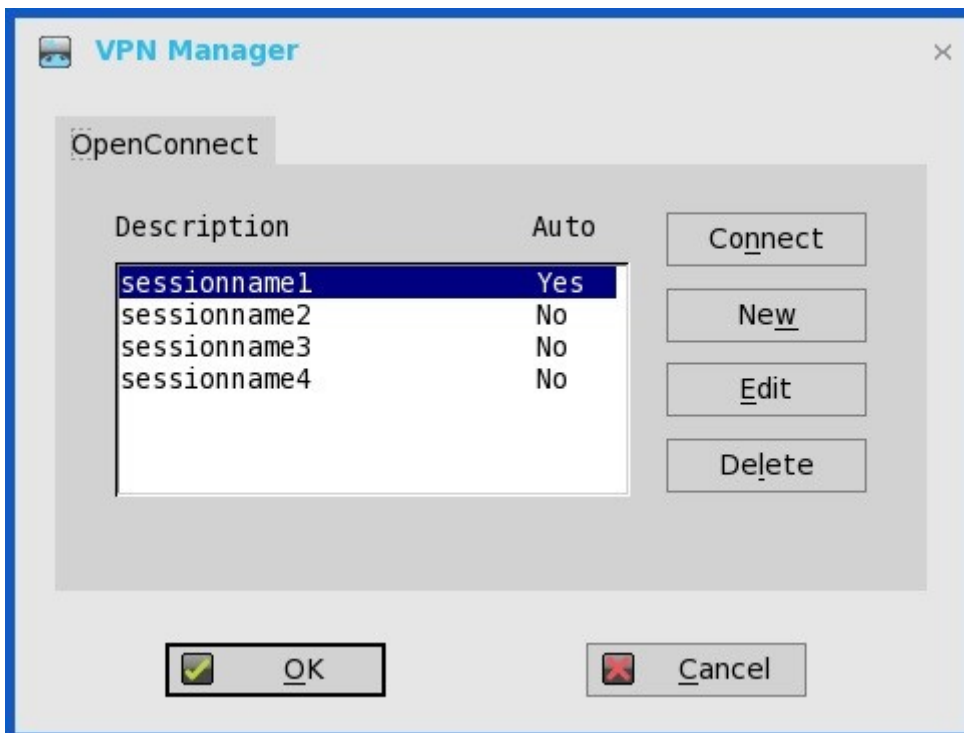 VPN Manager
OpenConnect
Description Auto
Connect
sessionname1 Yes
sessionname2 No
sessionname3 No
sessionname4 No
New
Edit
Delete
OK
Cancel